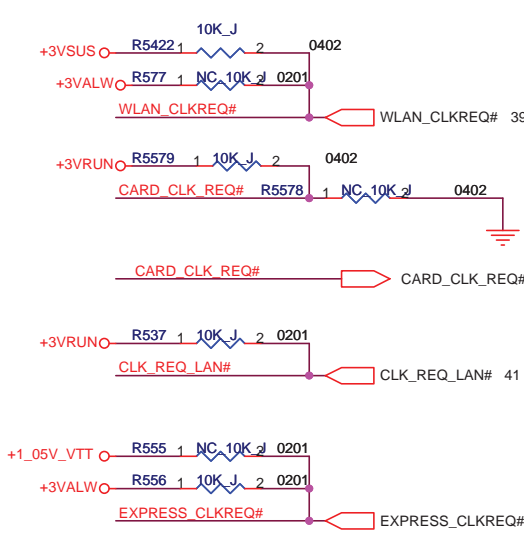 10K_J
+3VSUS R5422 1 2 0402
+3VALW R577 1 NC_10K_J 2 0201
WLAN_CLKREQ#
WLAN_CLKREQ# 39
+3VRUN R5579 1 10K_J 2 0402
CARD_CLK_REQ# R5578 1 NC_10K_J 2 0402
CARD_CLK_REQ#
CARD_CLK_REQ#
+3VRUN R537 1 10K_J 2 0201
CLK_REQ_LAN#
CLK_REQ_LAN# 41
+1_05V_VTT R555 1 NC_10K_J 2 0201
+3VALW R556 1 10K_J 2 0201
EXPRESS_CLKREQ#
EXPRESS_CLKREQ#